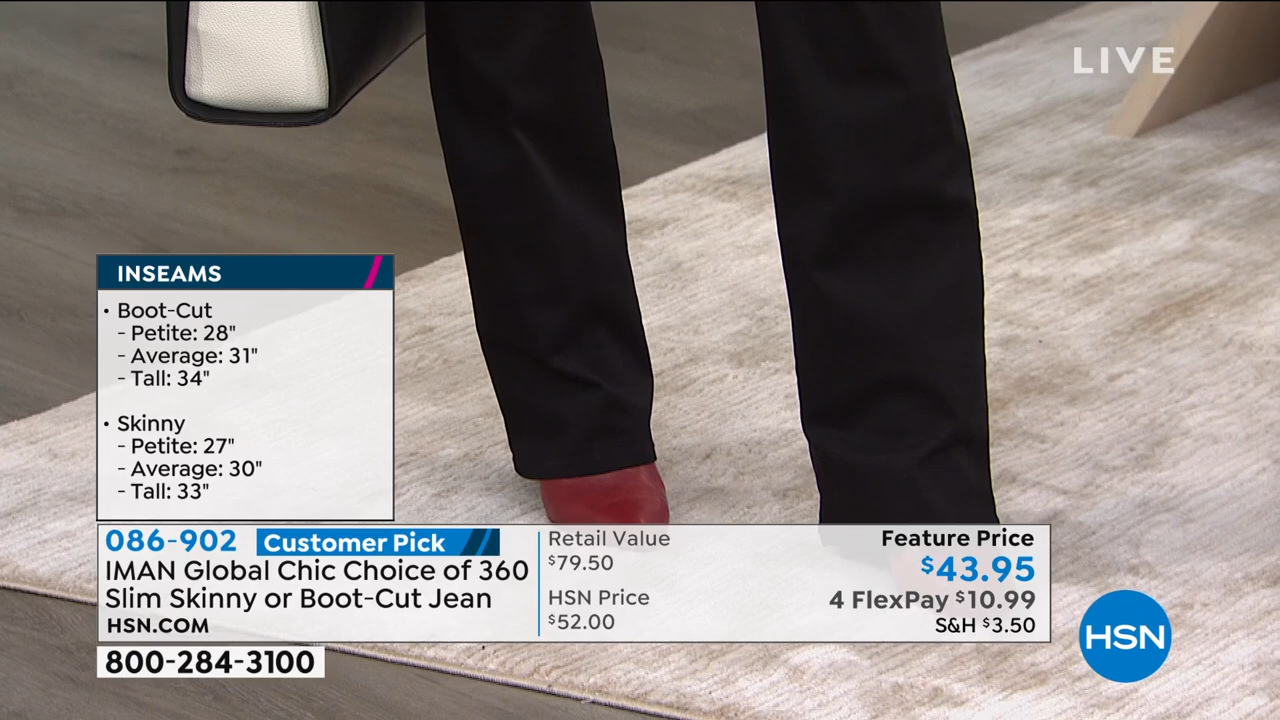 LIVE
INSEAMS
• Boot-Cut
- Petite: 28"
- Average: 31"
- Tall: 34"
• Skinny
- Petite: 27"
- Average: 30"
- Tall: 33"
086-902 Customer Pick
IMAN Global Chic Choice of 360
Slim Skinny or Boot-Cut Jean
HSN.COM
Retail Value
$79.50
HSN Price
$52.00
Feature Price
$43.95
4 FlexPay $10.99
S&H $3.50
800-284-3100
HSN